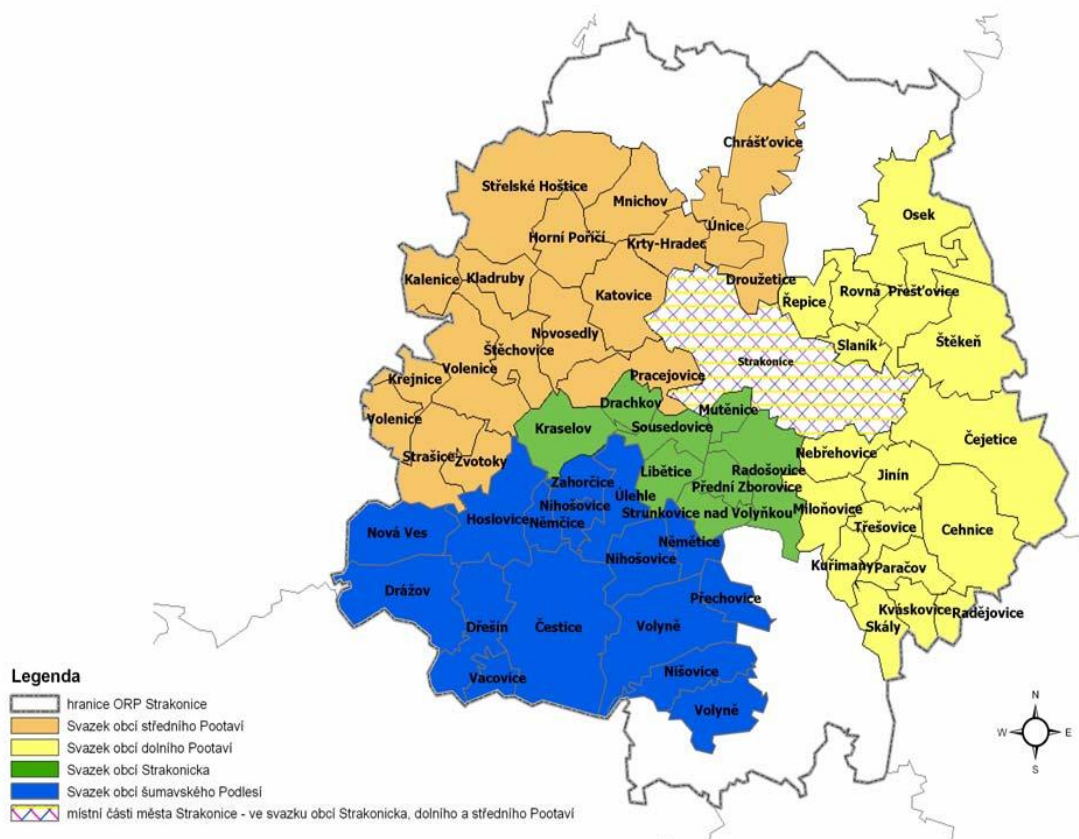 Chrášťovice
Střelské Hoštice
Mnichov
Osek
Únice
Horní Poříčí
Krty-Hradec
Kalenice
Kladruby
Droužetice
Katovice
Řepice
Rovná
Přešťovice
Novosedly
Slaník
Štěkeň
Štěchovice
Strakonice
Volenice
Krejnice
Pracejovice
Drachkov
Mutěnice
Volenice
Kraselov
Sousedovice
Čejetice
Nebřehovice
Strašice
Zvotoky
Libětice
Radošovice
Jinín
Zahorčice
Přední Zborovice
Úlehle
Nihošovice
Strunkovice nad Volyňkou
Miloňovice
Hoslovice
Němčice
Třešovice
Cehnice
Nová Ves
Němětice
Nihošovice
Kuřimany
Paračov
Drážov
Přechovice
Kváskovice
Radějovice
Skály
Dřešín
Čestice
Volyně
Nišovice
Vacovice
Volyně
Legenda
hranice ORP Strakonice
Svazek obcí středního Pootaví
Svazek obcí dolního Pootaví
Svazek obcí Strakonicka
Svazek obcí šumavského Podlesí
místní části města Strakonice - ve svazku obcí Strakonicka, dolního a středního Pootaví
N
W E
S